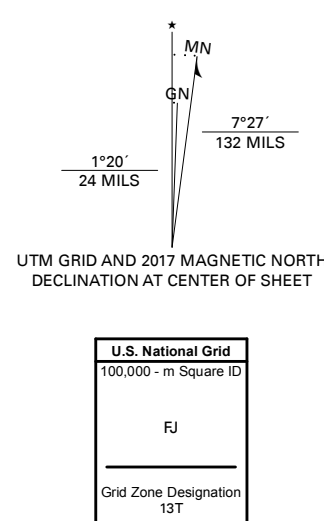 ★
MN
GN
7°27´
132 MILS
1°20´
24 MILS
UTM GRID AND 2017 MAGNETIC NORTH
DECLINATION AT CENTER OF SHEET
U.S. National Grid
100,000 - m Square ID
FJ
Grid Zone Designation
13T